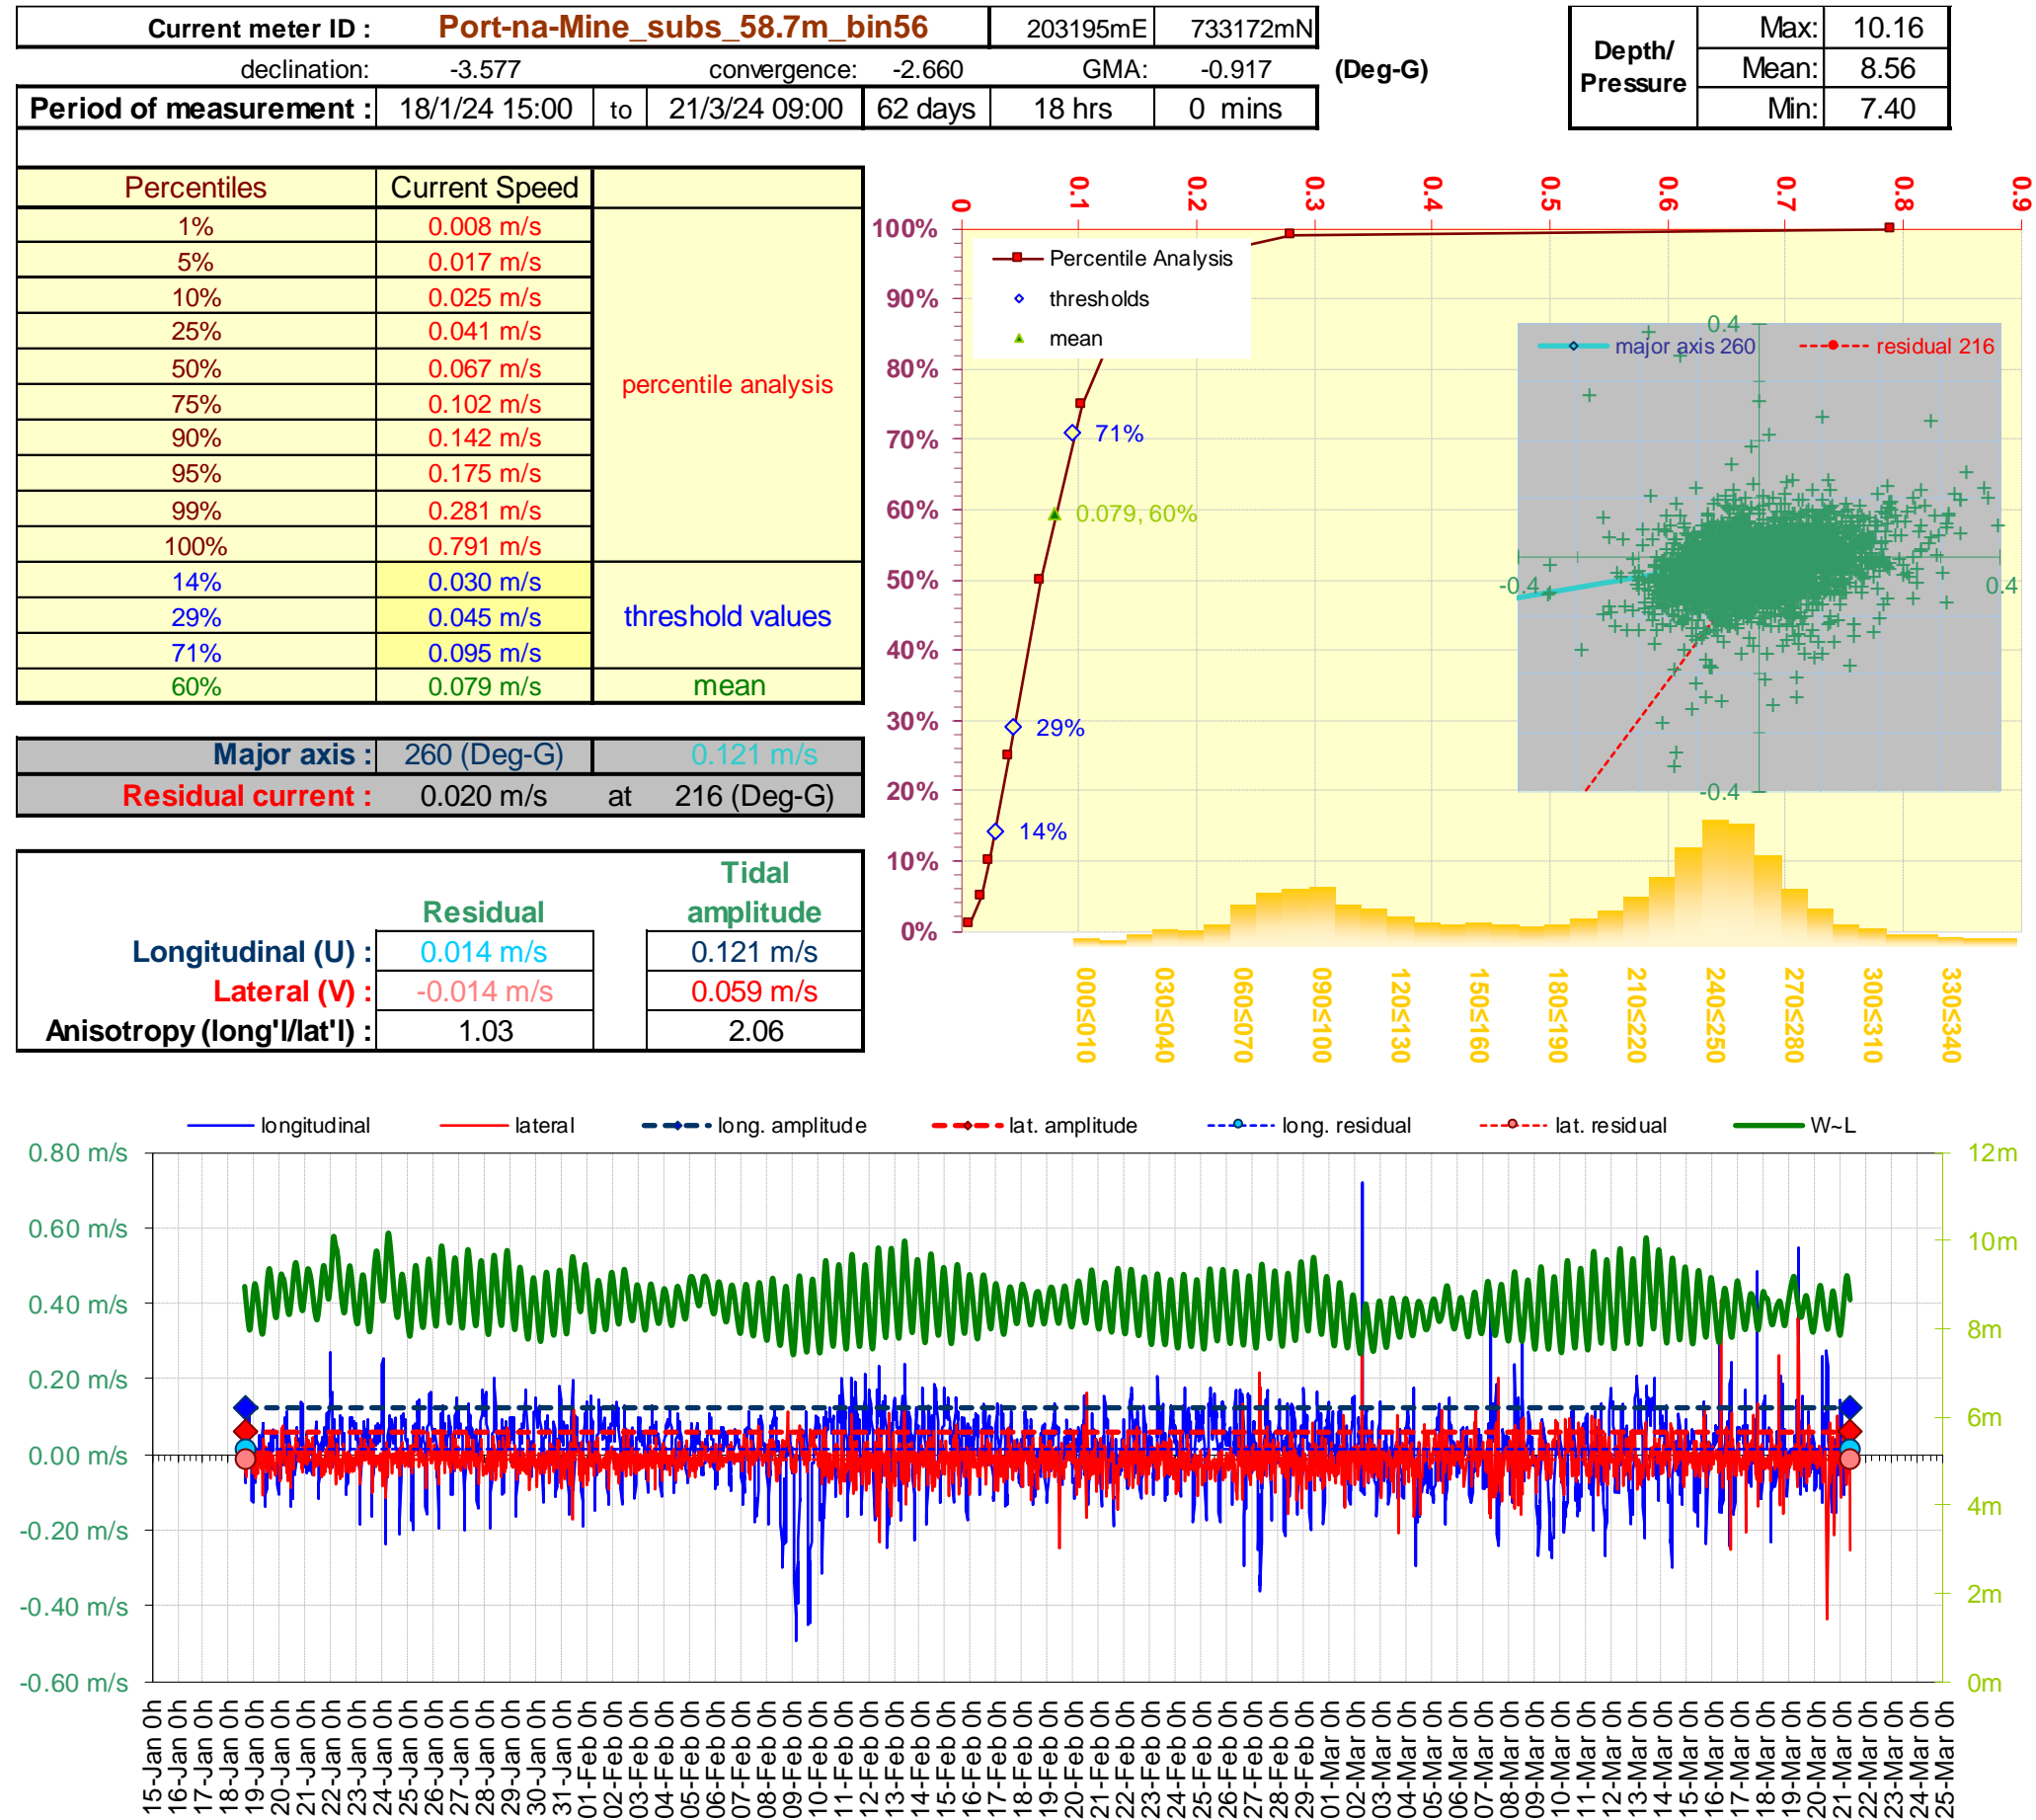 Current meter ID : Port-na-Mine_subs_58.7m_bin56 203195mE 733172mN
declination: -3.577 convergence: -2.660 GMA: -0.917 (Deg-G)
Period of measurement : 18/1/24 15:00 to 21/3/24 09:00 62 days 18 hrs 0 mins
Depth/ Pressure
Max: 10.16
Mean: 8.56
Min: 7.40
Percentiles Current Speed
1% 0.008 m/s
5% 0.017 m/s
10% 0.025 m/s
25% 0.041 m/s
50% 0.067 m/s
75% 0.102 m/s
90% 0.142 m/s
95% 0.175 m/s
99% 0.281 m/s
100% 0.791 m/s
percentile analysis
14% 0.030 m/s
29% 0.045 m/s
71% 0.095 m/s
threshold values
60% 0.079 m/s mean
Major axis : 260 (Deg-G) 0.121 m/s
Residual current : 0.020 m/s at 216 (Deg-G)
Residual Tidal amplitude
Longitudinal (U) : 0.014 m/s 0.121 m/s
Lateral (V) : -0.014 m/s 0.059 m/s
Anisotropy (long'l/lat'l) : 1.03 2.06
0 0.1 0.2 0.3 0.4 0.5 0.6 0.7 0.8 0.9
100%
90%
80%
70%
60%
50%
40%
30%
20%
10%
0%
Percentile Analysis
thresholds
mean
71%
0.079, 60%
29%
14%
0.4
major axis 260 residual 216
-0.4 0.4
-0.4
000≤010 030≤040 060≤070 090≤100 120≤130 150≤160 180≤190 210≤220 240≤250 270≤280 300≤310 330≤340
longitudinal lateral long. amplitude lat. amplitude long. residual lat. residual W~L
0.80 m/s
0.60 m/s
0.40 m/s
0.20 m/s
0.00 m/s
-0.20 m/s
-0.40 m/s
-0.60 m/s
12m
10m
8m
6m
4m
2m
0m
15-Jan 0h
16-Jan 0h
17-Jan 0h
18-Jan 0h
19-Jan 0h
20-Jan 0h
21-Jan 0h
22-Jan 0h
23-Jan 0h
24-Jan 0h
25-Jan 0h
26-Jan 0h
27-Jan 0h
28-Jan 0h
29-Jan 0h
30-Jan 0h
31-Jan 0h
01-Feb 0h
02-Feb 0h
03-Feb 0h
04-Feb 0h
05-Feb 0h
06-Feb 0h
07-Feb 0h
08-Feb 0h
09-Feb 0h
10-Feb 0h
11-Feb 0h
12-Feb 0h
13-Feb 0h
14-Feb 0h
15-Feb 0h
16-Feb 0h
17-Feb 0h
18-Feb 0h
19-Feb 0h
20-Feb 0h
21-Feb 0h
22-Feb 0h
23-Feb 0h
24-Feb 0h
25-Feb 0h
26-Feb 0h
27-Feb 0h
28-Feb 0h
29-Feb 0h
01-Mar 0h
02-Mar 0h
03-Mar 0h
04-Mar 0h
05-Mar 0h
06-Mar 0h
07-Mar 0h
08-Mar 0h
09-Mar 0h
10-Mar 0h
11-Mar 0h
12-Mar 0h
13-Mar 0h
14-Mar 0h
15-Mar 0h
16-Mar 0h
17-Mar 0h
18-Mar 0h
19-Mar 0h
20-Mar 0h
21-Mar 0h
22-Mar 0h
23-Mar 0h
24-Mar 0h
25-Mar 0h